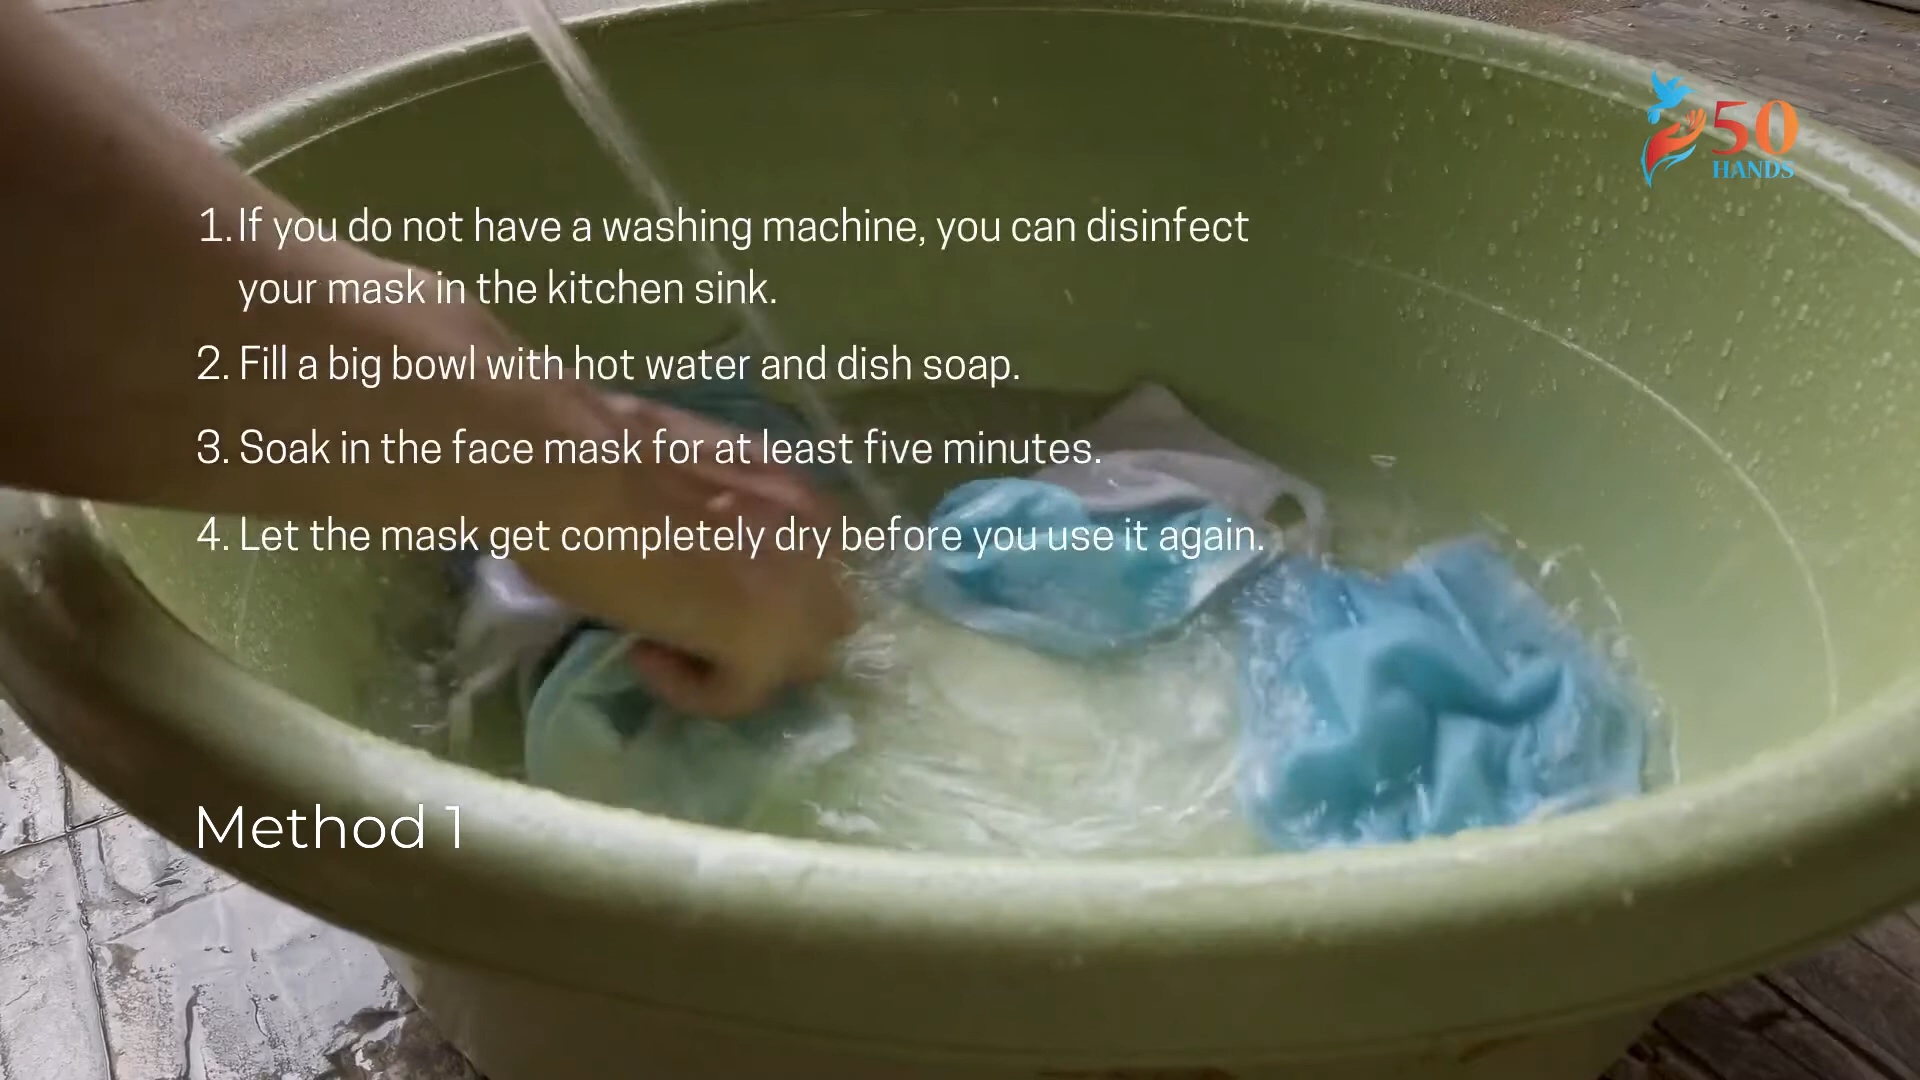 50
HANDS
1. If you do not have a washing machine, you can disinfect
your mask in the kitchen sink.
2. Fill a big bowl with hot water and dish soap.
3. Soak in the face mask for at least five minutes.
4. Let the mask get completely dry before you use it again.
Method 1